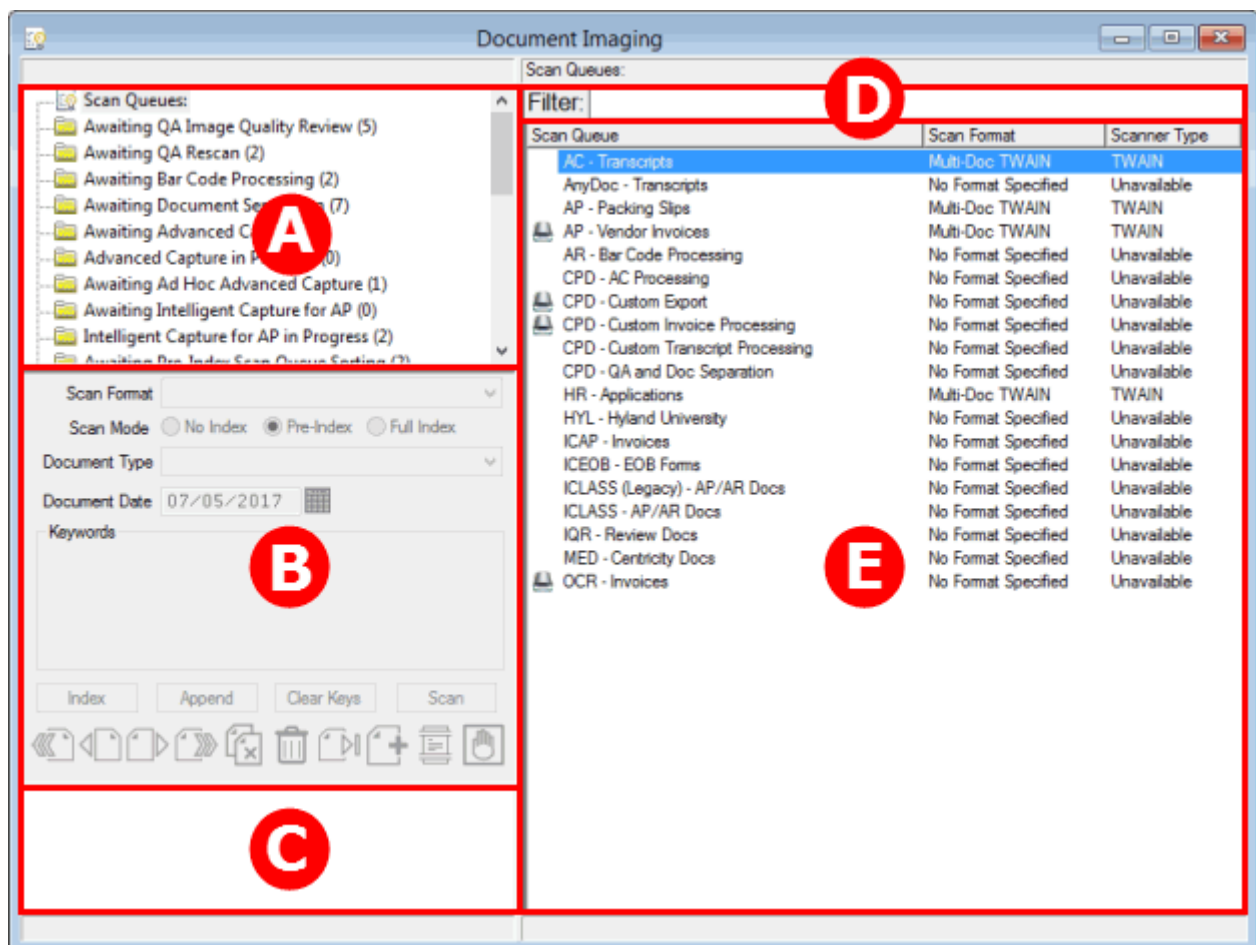 Document Imaging
Scan Queues:
Scan Queues:
Awaiting QA Image Quality Review (5)
Awaiting QA Rescan (2)
Awaiting Bar Code Processing (2)
Awaiting Document Se (7)
Awaiting Advanced C
Advanced Capture in P (0)
Awaiting Ad Hoc Advanced Capture (1)
Awaiting Intelligent Capture for AP (0)
Intelligent Capture for AP in Progress (2)
Awaiting Pre-Index Scan Queue Sorting (2)
A
Scan Format
Scan Mode No Index Pre-Index Full Index
Document Type
Document Date 07/05/2017
Keywords
B
Index Append Clear Keys Scan
C
Filter:
D
Scan Queue Scan Format Scanner Type
AC - Transcripts Multi-Doc TWAIN TWAIN
AnyDoc - Transcripts No Format Specified Unavailable
AP - Packing Slips Multi-Doc TWAIN TWAIN
AP - Vendor Invoices Multi-Doc TWAIN TWAIN
AR - Bar Code Processing No Format Specified Unavailable
CPD - AC Processing No Format Specified Unavailable
CPD - Custom Export No Format Specified Unavailable
CPD - Custom Invoice Processing No Format Specified Unavailable
CPD - Custom Transcript Processing No Format Specified Unavailable
CPD - QA and Doc Separation No Format Specified Unavailable
HR - Applications Multi-Doc TWAIN TWAIN
HYL - Hyland University No Format Specified Unavailable
ICAP - Invoices No Format Specified Unavailable
ICEOB - EOB Forms No Format Specified Unavailable
ICLASS (Legacy) - AP/AR Docs No Format Specified Unavailable
ICLASS - AP/AR Docs No Format Specified Unavailable
IQR - Review Docs No Format Specified Unavailable
MED - Centricity Docs No Format Specified Unavailable
OCR - Invoices No Format Specified Unavailable
E